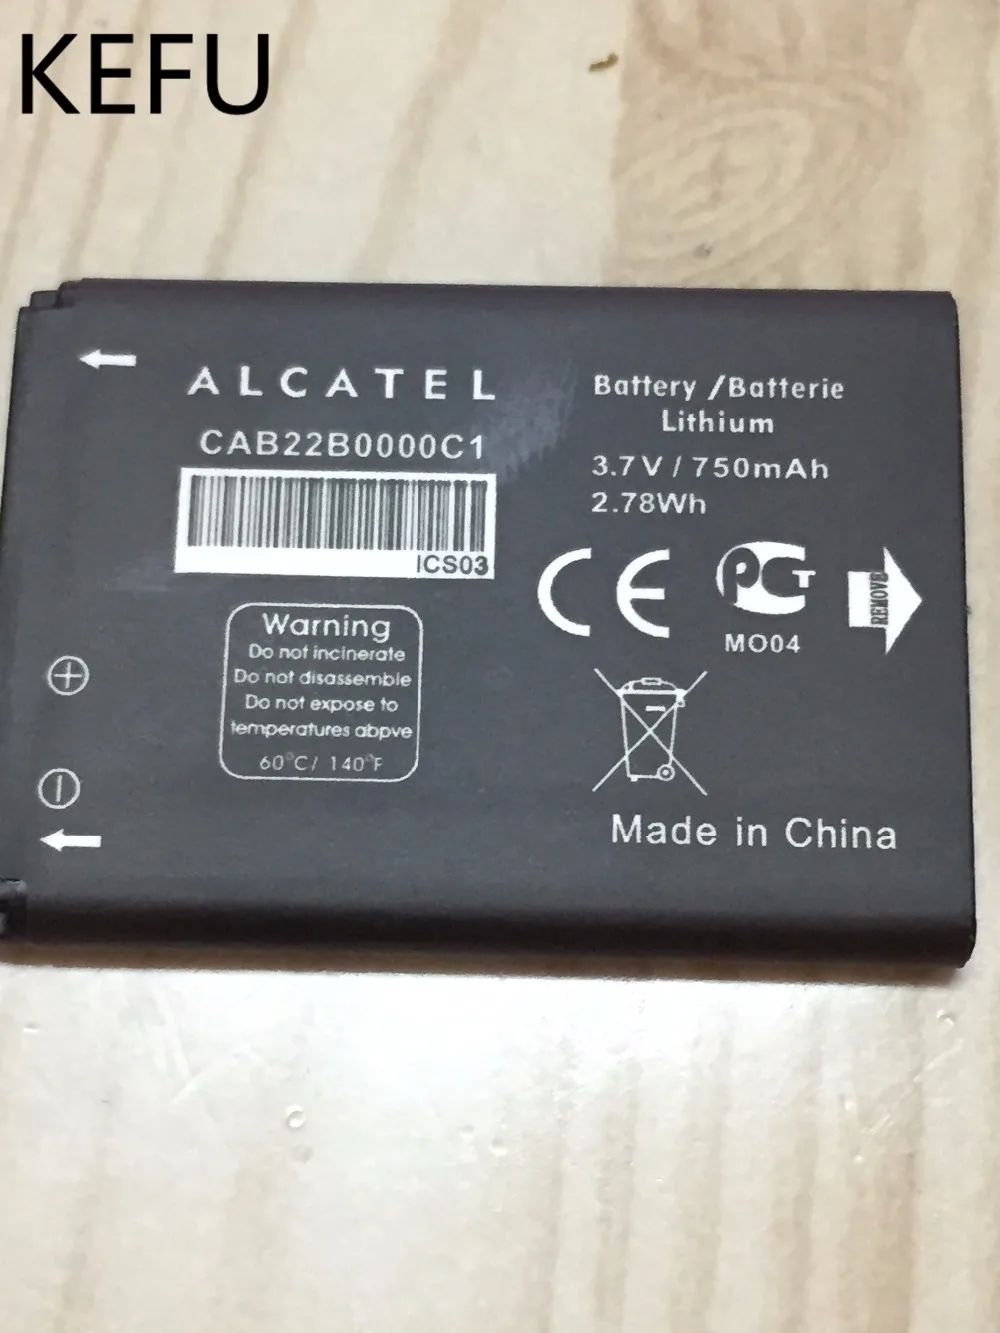 KEFU
ALCATEL
CAB22B0000C1
ICS03
Battery /Batterie
Lithium
3.7V / 750mAh
2.78Wh
CE
PCT
MO04
REMOVE
Warning
Do not incinerate
Do not disassemble
Do not expose to
temperatures abpve
60°C/ 140°F
Made in China